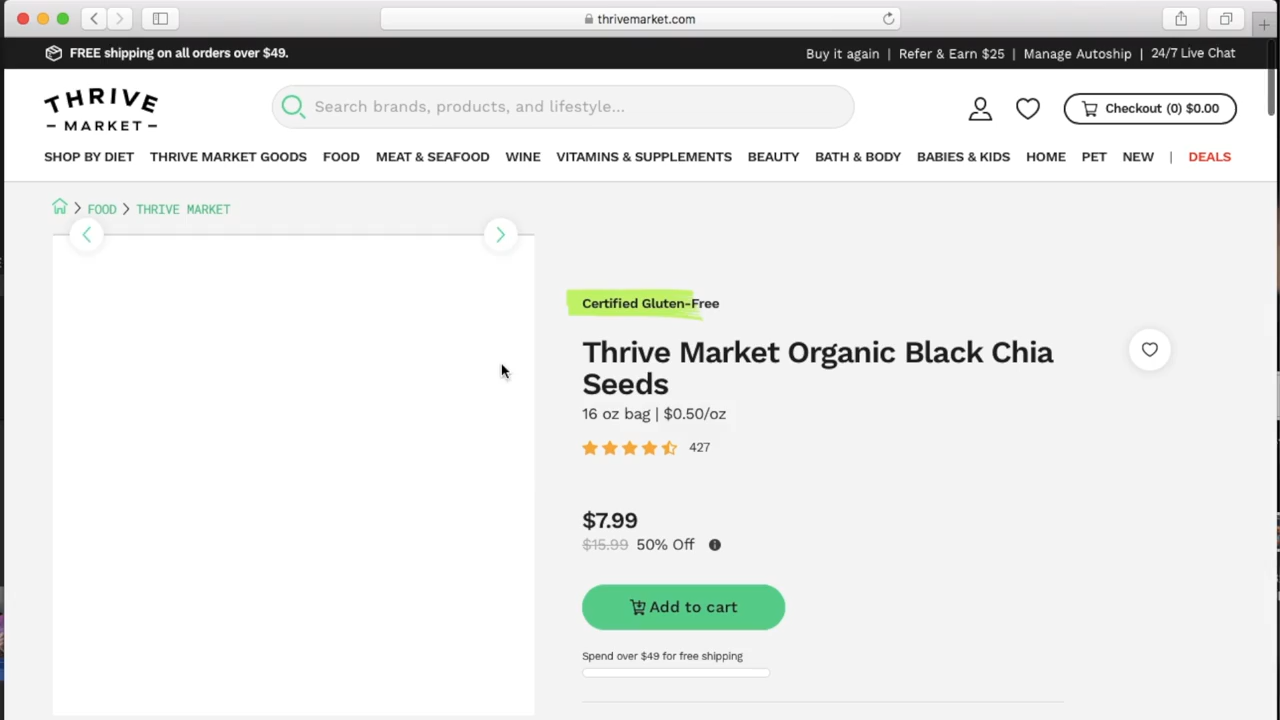 thrivemarket.com
FREE shipping on all orders over $49.
Buy it again | Refer & Earn $25 | Manage Autoship | 24/7 Live Chat
THRIVE
- MARKET -
Search brands, products, and lifestyle...
Checkout (0) $0.00
SHOP BY DIET THRIVE MARKET GOODS FOOD MEAT & SEAFOOD WINE VITAMINS & SUPPLEMENTS BEAUTY BATH & BODY BABIES & KIDS HOME PET NEW | DEALS
FOOD > THRIVE MARKET
Certified Gluten-Free
Thrive Market Organic Black Chia
Seeds
16 oz bag | $0.50/oz
427
$7.99
$15.99 50% Off
Add to cart
Spend over $49 for free shipping